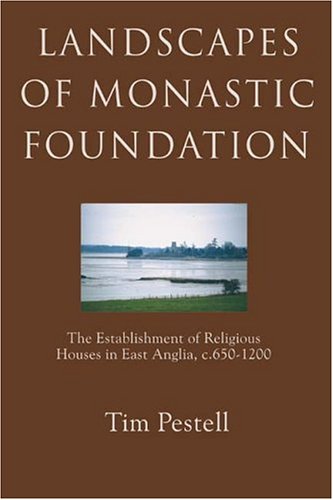 LANDSCAPES
OF MONASTIC
FOUNDATION
The Establishment of Religious
Houses in East Anglia, c.650-1200
Tim Pestell